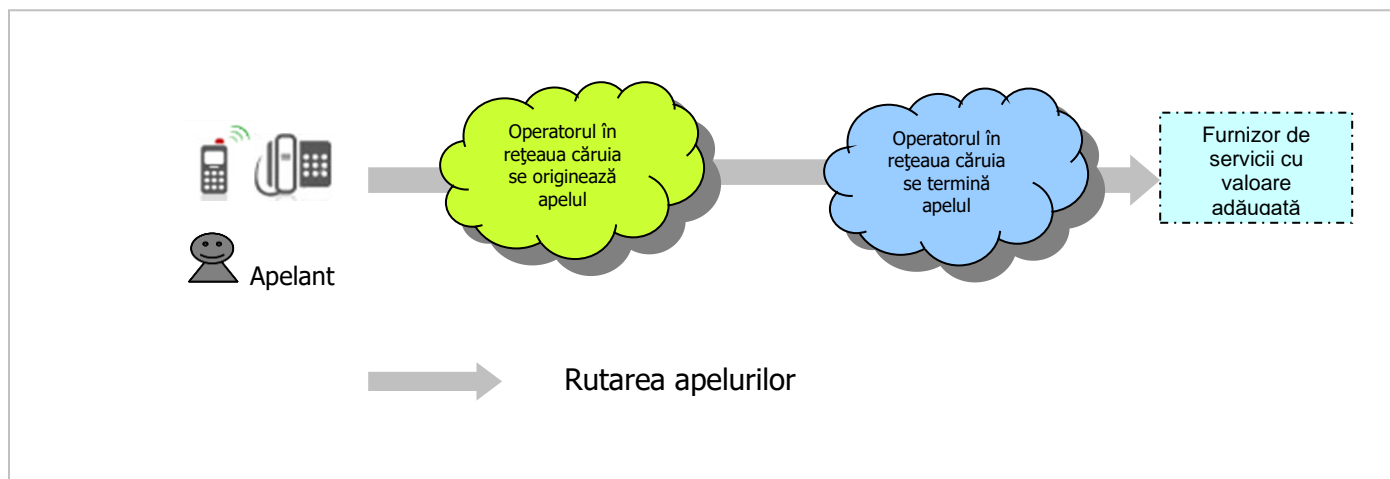 Operatorul în
reţeaua căruia
se originează
apelul
Operatorul în
reţeaua căruia
se termină
apelul
Furnizor de
servicii cu
valoare
adăugată
Apelant
Rutarea apelurilor